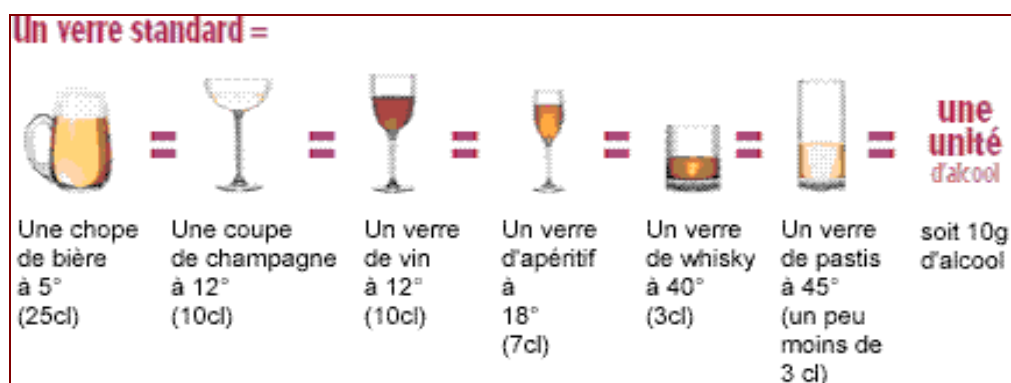 Un verre standard =
= = = = = =
une
unité
d'alcool
Une chope
de bière
à 5°
(25cl)
Une coupe
de champagne
à 12°
(10cl)
Un verre
de vin
à 12°
(10cl)
Un verre
d'apéritif
à
18°
(7cl)
Un verre
de whisky
à 40°
(3cl)
Un verre
de pastis
à 45°
(un peu
moins de
3 cl)
soit 10g
d'alcool